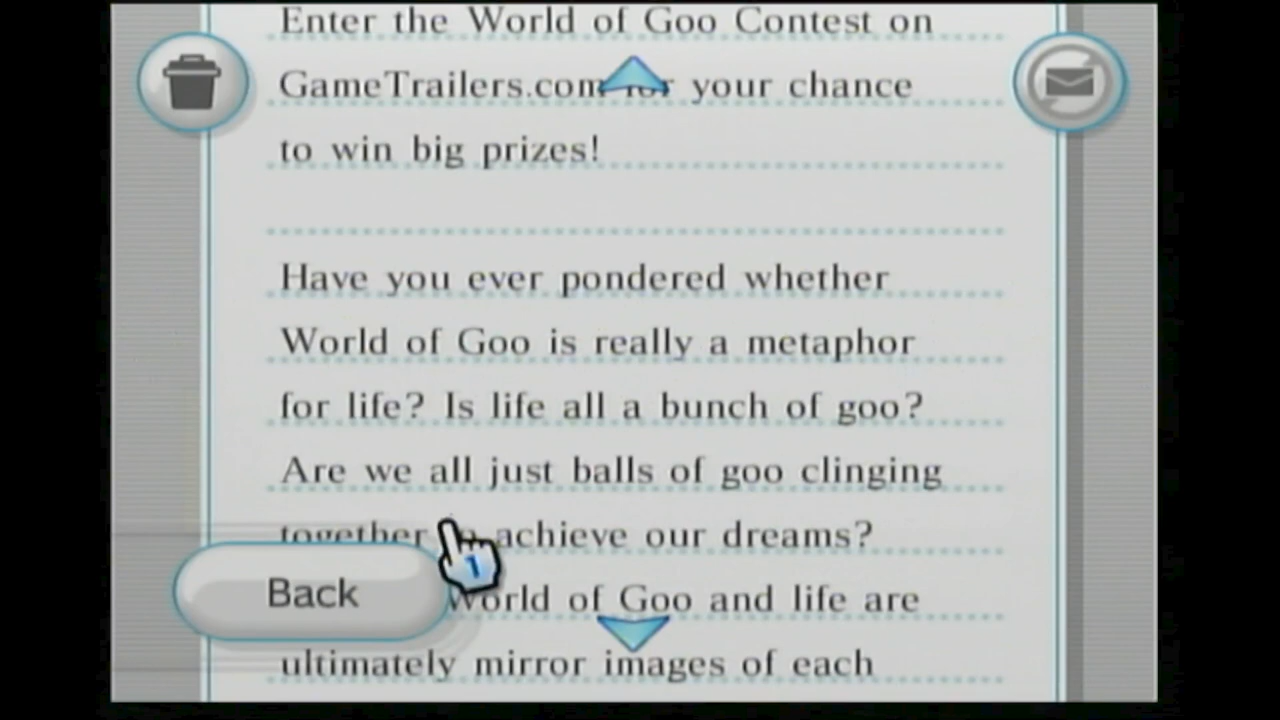 Enter the World of Goo Contest on
GameTrailers.com for your chance
to win big prizes!
Have you ever pondered whether
World of Goo is really a metaphor
for life? Is life all a bunch of goo?
Are we all just balls of goo clinging
together to achieve our dreams?
World of Goo and life are
ultimately mirror images of each
Back
1